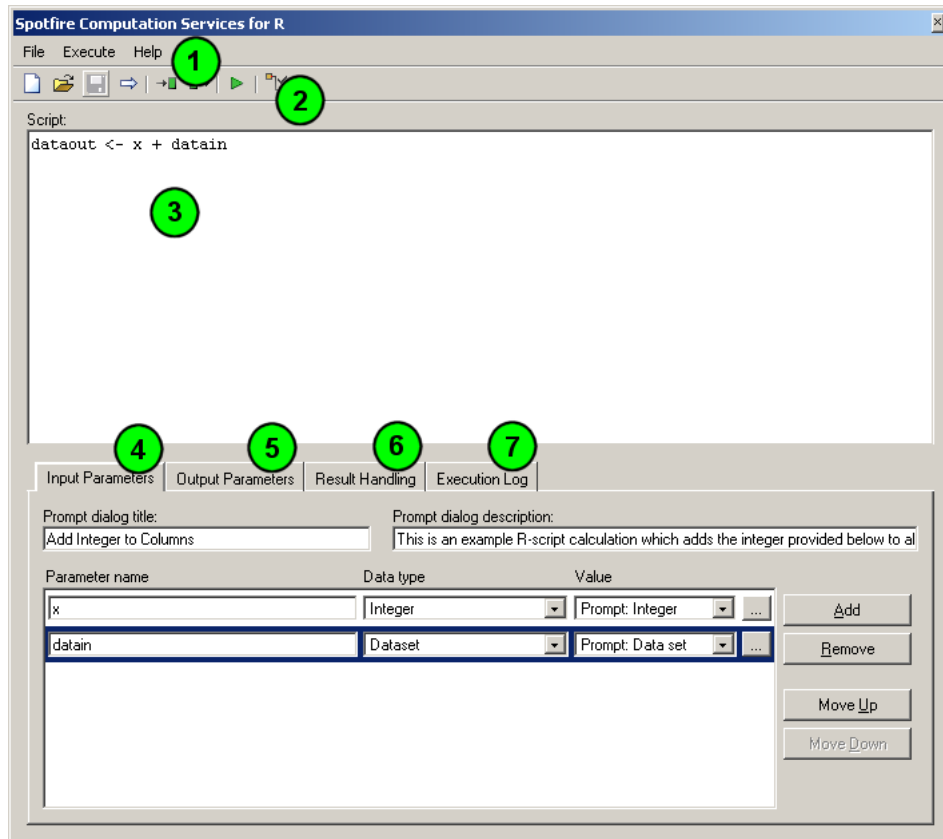 Spotfire Computation Services for R
File Execute Help
1
2
Script:
dataout <- x + datain
3
4 5 6 7
Input Parameters Output Parameters Result Handling Execution Log
Prompt dialog title: Prompt dialog description:
Add Integer to Columns This is an example R-script calculation which adds the integer provided below to al
Parameter name Data type Value
x Integer Prompt: Integer ... Add
datain Dataset Prompt: Data set ... Remove
Move Up
Move Down